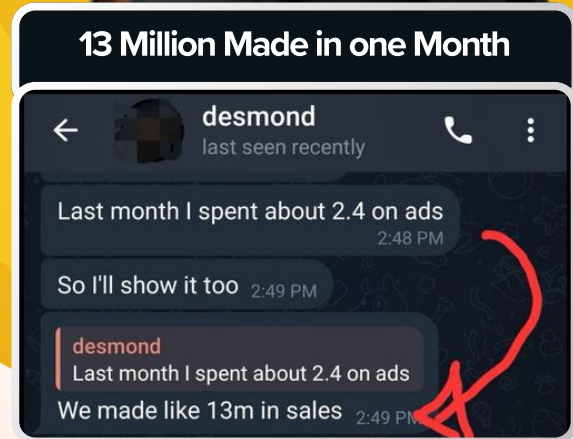 13 Million Made in one Month
desmond
last seen recently
Last month I spent about 2.4 on ads
2:48 PM
So I'll show it too 2:49 PM
desmond
Last month I spent about 2.4 on ads
We made like 13m in sales 2:49 PM